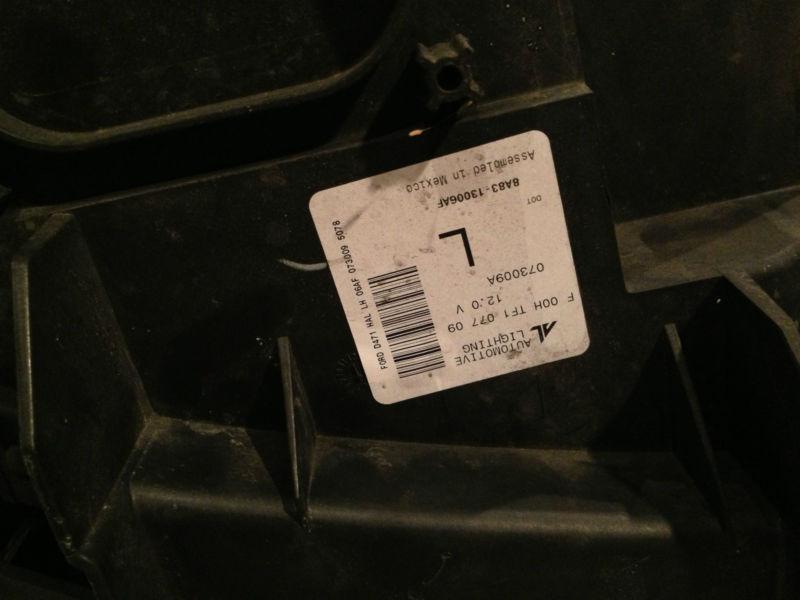 AL AUTOMOTIVE
LIGHTING
F 00H TF1 077 09
12.0 V
073009A
L
DOT
8A83-13006AF
Assembled in Mexico
FORD D471 HAL LH 06AF 073009 5078